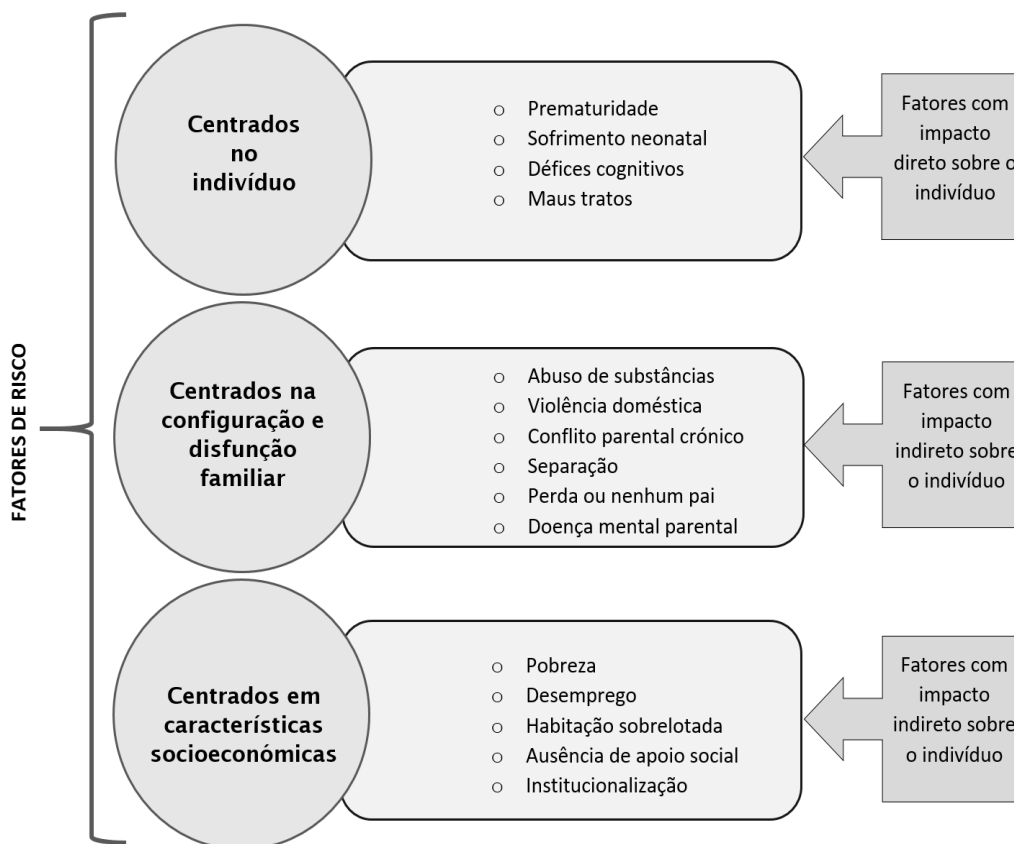 FATORES DE RISCO
Centrados
no
indivíduo
Prematuridade
Sofrimento neonatal
Défices cognitivos
Maus tratos
Fatores com
impacto
direto sobre o
indivíduo
Centrados na
configuração e
disfunção
familiar
Abuso de substâncias
Violência doméstica
Conflito parental crónico
Separação
Perda ou nenhum pai
Doença mental parental
Fatores com
impacto
indireto sobre
o indivíduo
Centrados em
características
socioeconómicas
Pobreza
Desemprego
Habitação sobrelotada
Ausência de apoio social
Institucionalização
Fatores com
impacto
indireto sobre
o indivíduo